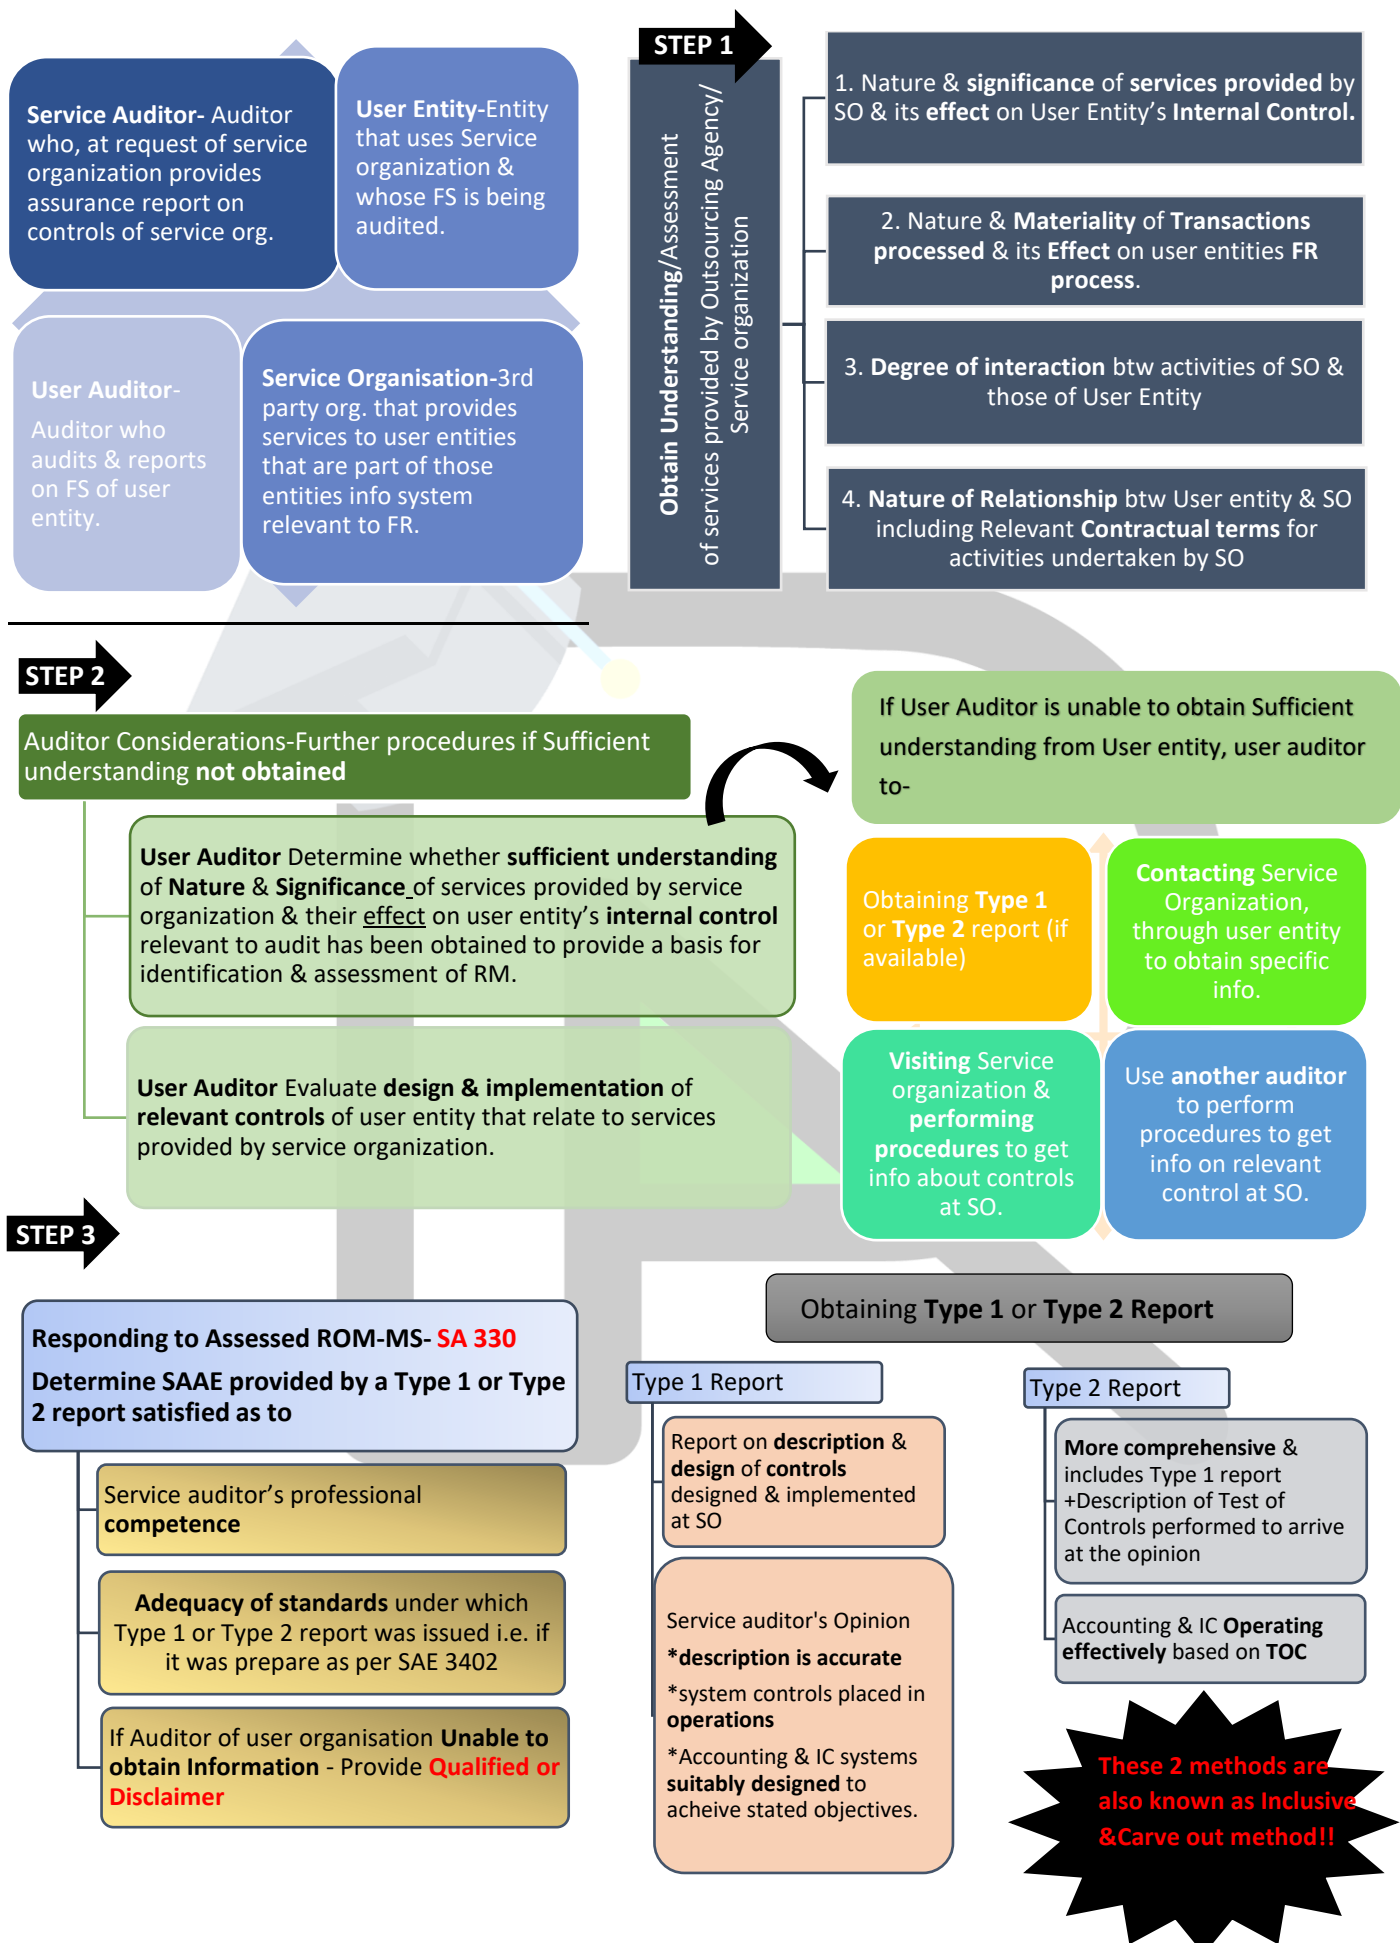 Service Auditor- Auditor
who, at request of service
organization provides
assurance report on
controls of service org.
User Entity-Entity
that uses Service
organization &
whose FS is being
audited.
User Auditor-
Auditor who
audits & reports
on FS of user
entity.
Service Organisation-3rd
party org. that provides
services to user entities
that are part of those
entities info system
relevant to FR.
STEP 1
Obtain Understanding/Assessment
of services provided by Outsourcing Agency/
Service organization
1. Nature & significance of services provided by
SO & its effect on User Entity's Internal Control.
2. Nature & Materiality of Transactions
processed & its Effect on user entities FR
process.
3. Degree of interaction btw activities of SO &
those of User Entity
4. Nature of Relationship btw User entity & SO
including Relevant Contractual terms for
activities undertaken by SO
STEP 2
Auditor Considerations-Further procedures if Sufficient
understanding not obtained
User Auditor Determine whether sufficient understanding
of Nature & Significance of services provided by service
organization & their effect on user entity's internal control
relevant to audit has been obtained to provide a basis for
identification & assessment of RM.
User Auditor Evaluate design & implementation of
relevant controls of user entity that relate to services
provided by service organization.
If User Auditor is unable to obtain Sufficient
understanding from User entity, user auditor
to-
Obtaining Type 1
or Type 2 report (if
available)
Contacting Service
Organization,
through user entity
to obtain specific
info.
Visiting Service
organization &
performing
procedures to get
info about controls
at SO.
Use another auditor
to perform
procedures to get
info on relevant
control at SO.
STEP 3
Responding to Assessed ROM-MS- SA 330
Determine SAAE provided by a Type 1 or Type
2 report satisfied as to
Service auditor's professional
competence
Adequacy of standards under which
Type 1 or Type 2 report was issued i.e. if
it was prepare as per SAE 3402
If Auditor of user organisation Unable to
obtain Information - Provide Qualified or
Disclaimer
Obtaining Type 1 or Type 2 Report
Type 1 Report
Report on description &
design of controls
designed & implemented
at SO
Service auditor's Opinion
*description is accurate
*system controls placed in
operations
*Accounting & IC systems
suitably designed to
acheive stated objectives.
Type 2 Report
More comprehensive &
includes Type 1 report
+Description of Test of
Controls performed to arrive
at the opinion
Accounting & IC Operating
effectively based on TOC
These 2 methods are
also known as Inclusive
&Carve out method!!